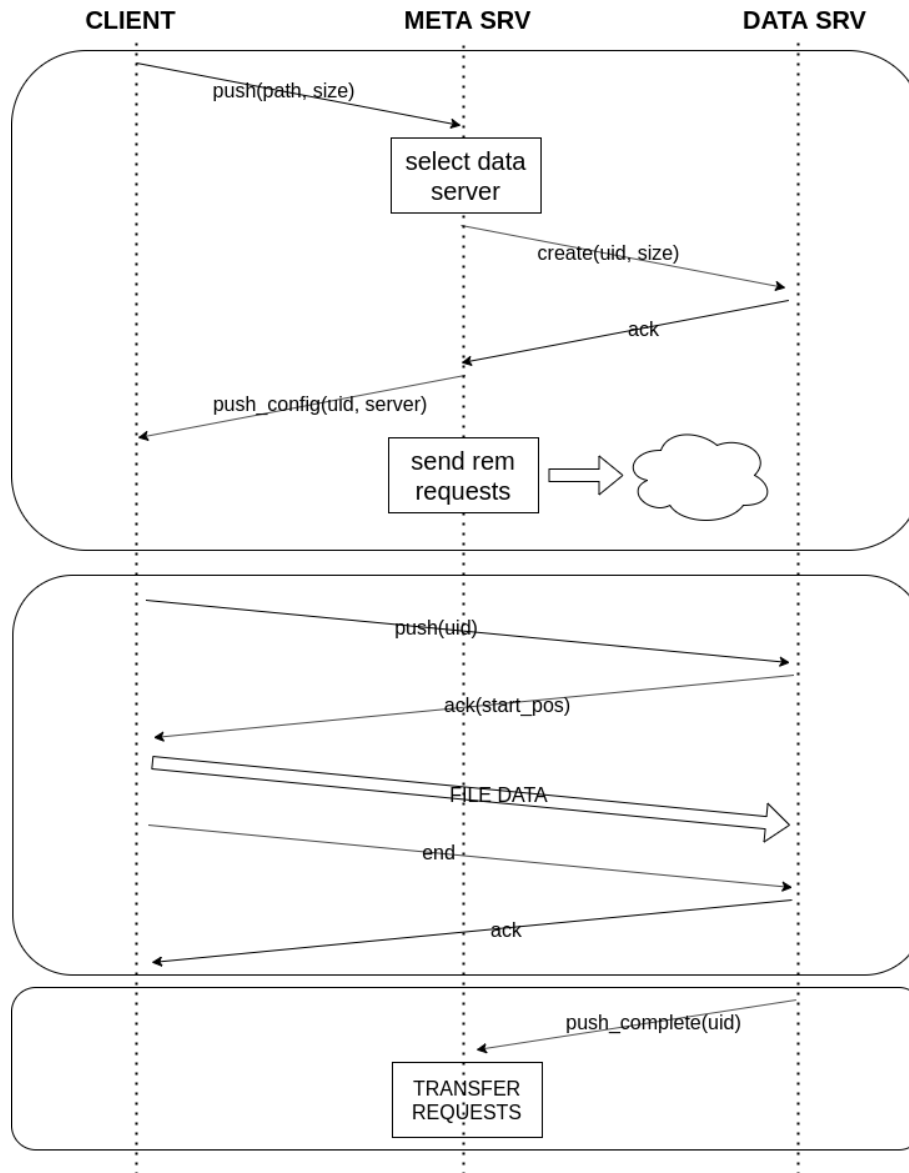 CLIENT
META SRV
DATA SRV
push(path, size)
select data
server
create(uid, size)
ack
push_config(uid, server)
send rem
requests
push(uid)
ack(start_pos)
FILE DATA
end
ack
push_complete(uid)
TRANSFER
REQUESTS